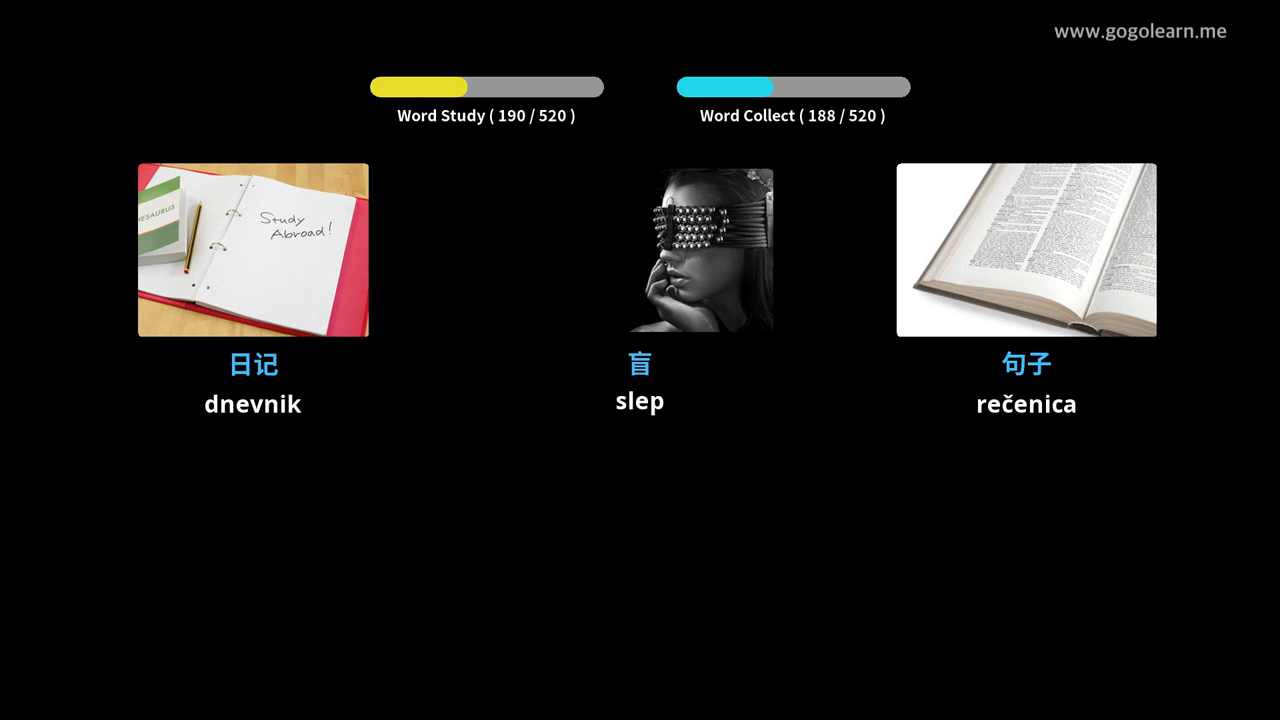 www.gogolearn.me
Word Study ( 190 / 520 )
Word Collect ( 188 / 520 )
HESAURUS
Study
Abroad!
日记
盲
句子
dnevnik
slep
rečenica